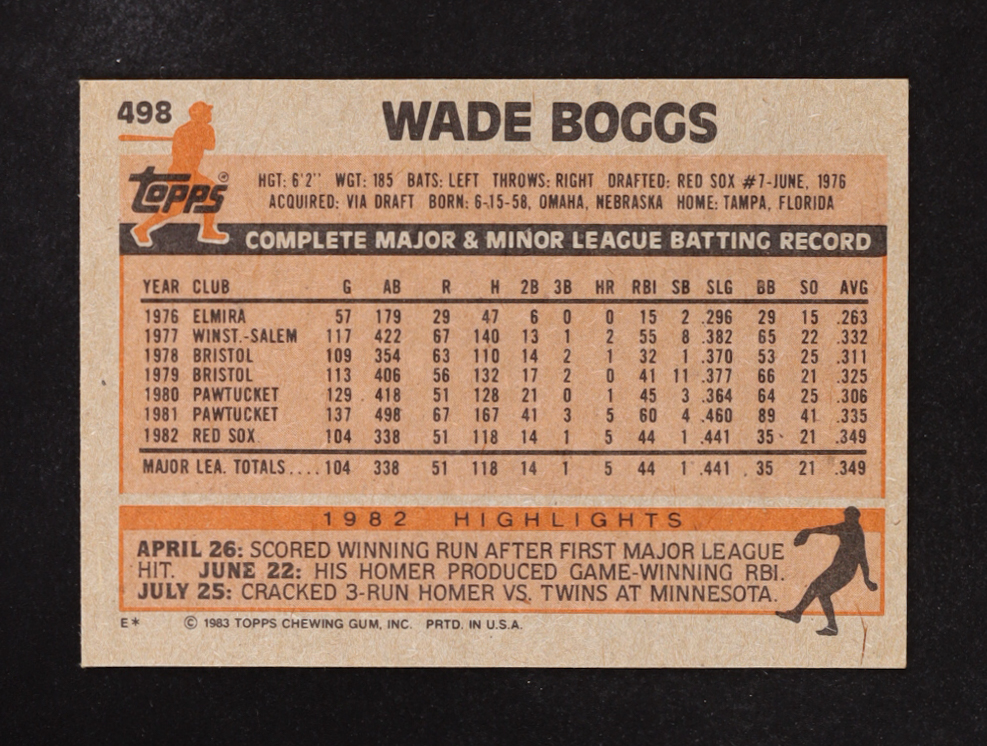 498
WADE BOGGS
Topps®
HGT: 6'2" WGT: 185 BATS: LEFT THROWS: RIGHT DRAFTED: RED SOX #7-JUNE, 1976
ACQUIRED: VIA DRAFT BORN: 6-15-58, OMAHA, NEBRASKA HOME: TAMPA, FLORIDA
COMPLETE MAJOR & MINOR LEAGUE BATTING RECORD
YEAR CLUB G AB R H 2B 3B HR RBI SB SLG BB SO AVG
1976 ELMIRA 57 179 29 47 6 0 0 15 2 .296 29 15 .263
1977 WINST.-SALEM 117 422 67 140 13 1 2 55 8 .382 65 22 .332
1978 BRISTOL 109 354 63 110 14 2 1 32 1 .370 53 25 .311
1979 BRISTOL 113 406 56 132 17 2 0 41 11 .377 66 21 .325
1980 PAWTUCKET 129 418 51 128 21 0 1 45 3 .364 64 25 .306
1981 PAWTUCKET 137 498 67 167 41 3 5 60 4 .460 89 41 .335
1982 RED SOX 104 338 51 118 14 1 5 44 1 .441 35 21 .349
MAJOR LEA. TOTALS.... 104 338 51 118 14 1 5 44 1 .441 35 21 .349
1982 HIGHLIGHTS
APRIL 26: SCORED WINNING RUN AFTER FIRST MAJOR LEAGUE
HIT. JUNE 22: HIS HOMER PRODUCED GAME-WINNING RBI.
JULY 25: CRACKED 3-RUN HOMER VS. TWINS AT MINNESOTA.
E* © 1983 TOPPS CHEWING GUM, INC. PRTD. IN U.S.A.